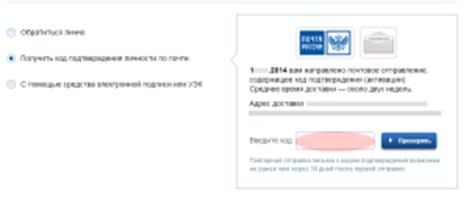 Обратиться лично
Получить код подтверждения личности по почте
С помощью средства электронной подписи или УЭК
ПОЧТА
РОССИИ
2014 вам направлено почтовое отправление,
содержащее код подтверждения (активации)
Среднее время доставки — около двух недель.
Адрес доставки
Введите код
Проверить
Повторная отправка письма с кодом подтверждения возможна
не ранее чем через 30 дней после первой отправки.